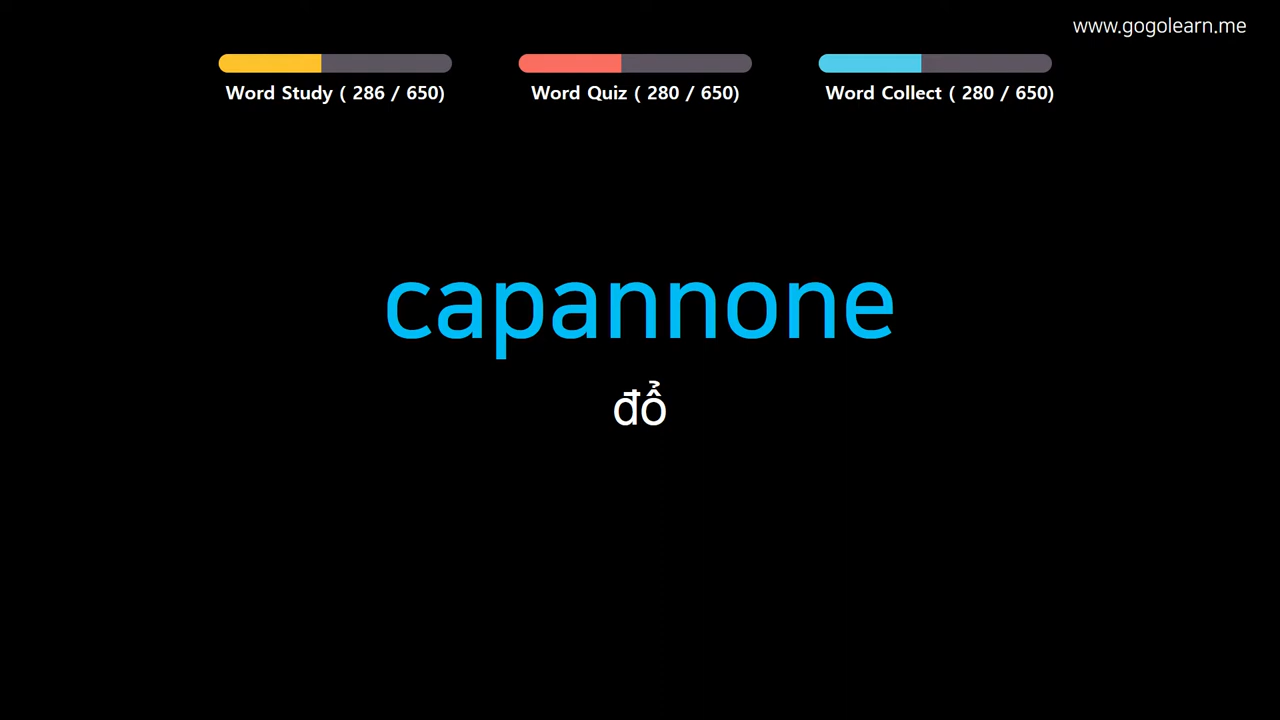 www.gogolearn.me
Word Study ( 286 / 650)
Word Quiz ( 280 / 650)
Word Collect ( 280 / 650)
capannone
đổ